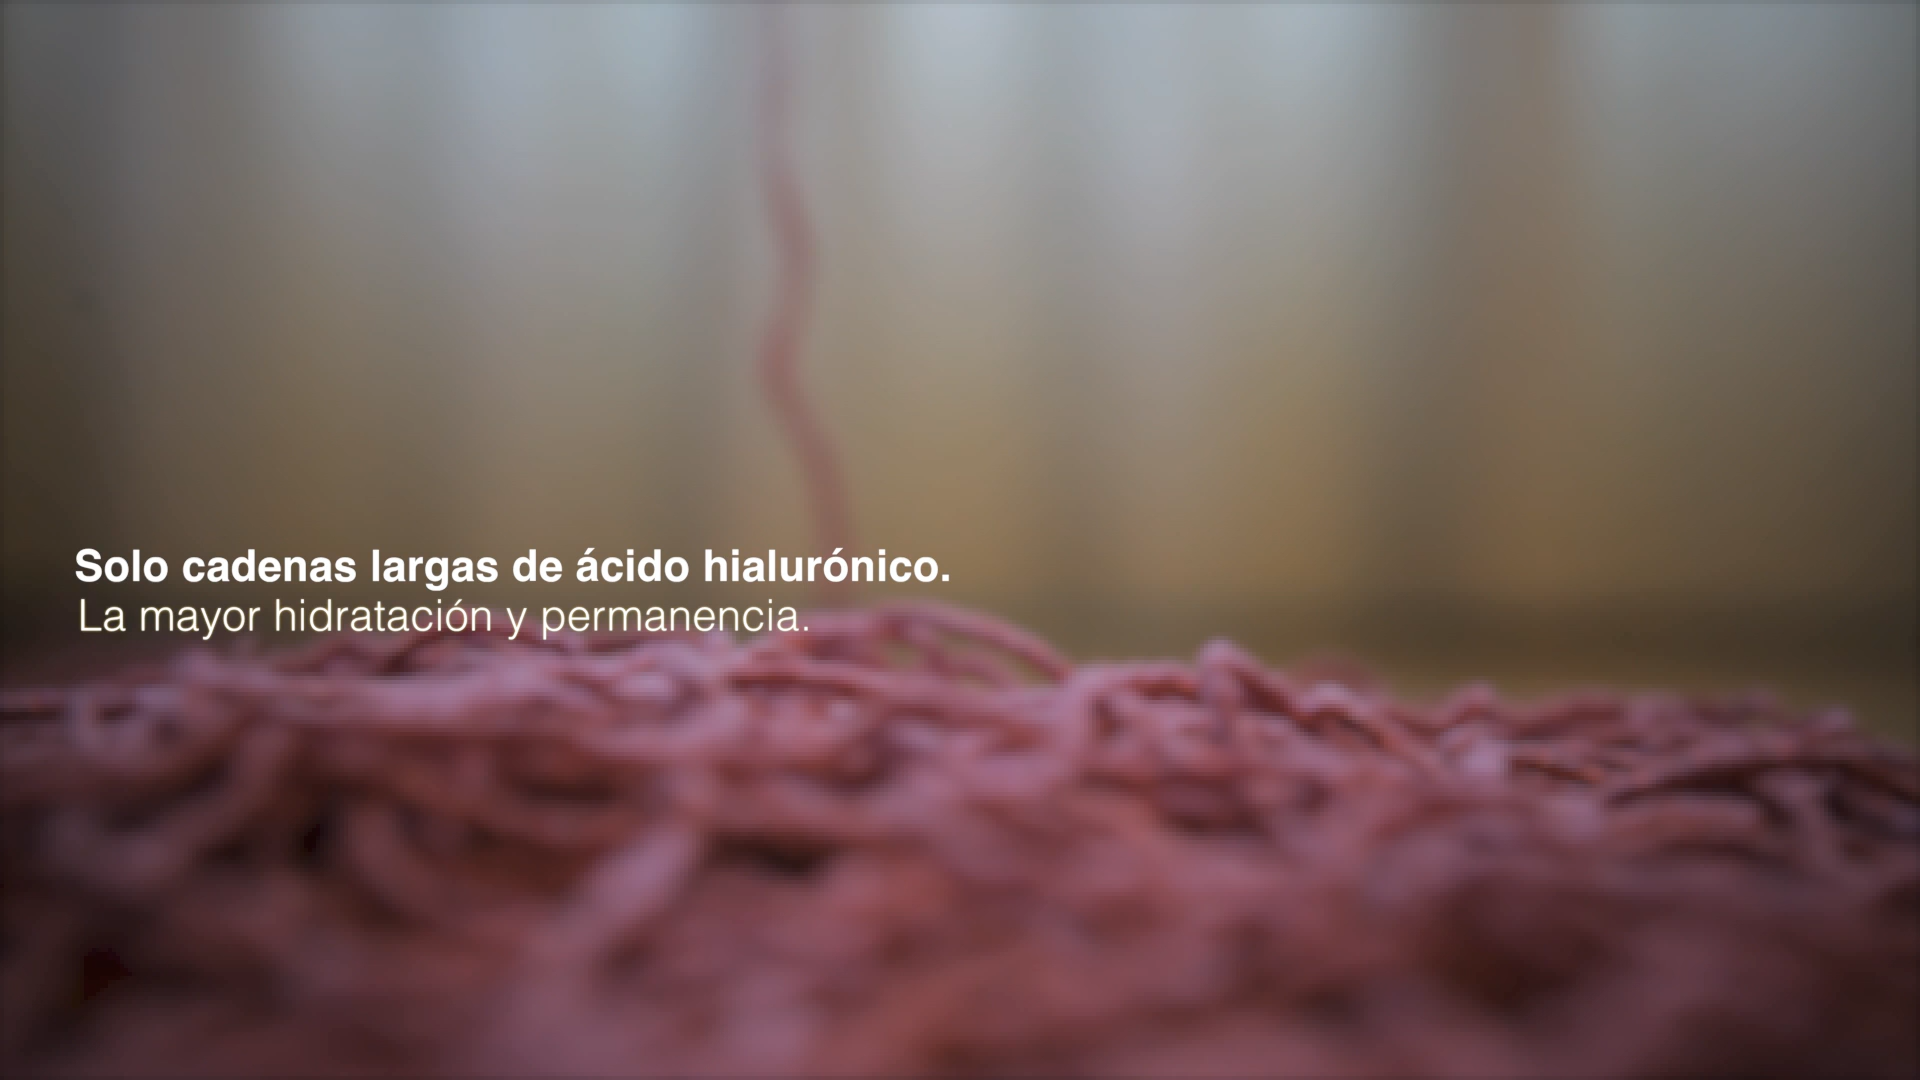 Solo cadenas largas de ácido hialurónico.
La mayor hidratación y permanencia.